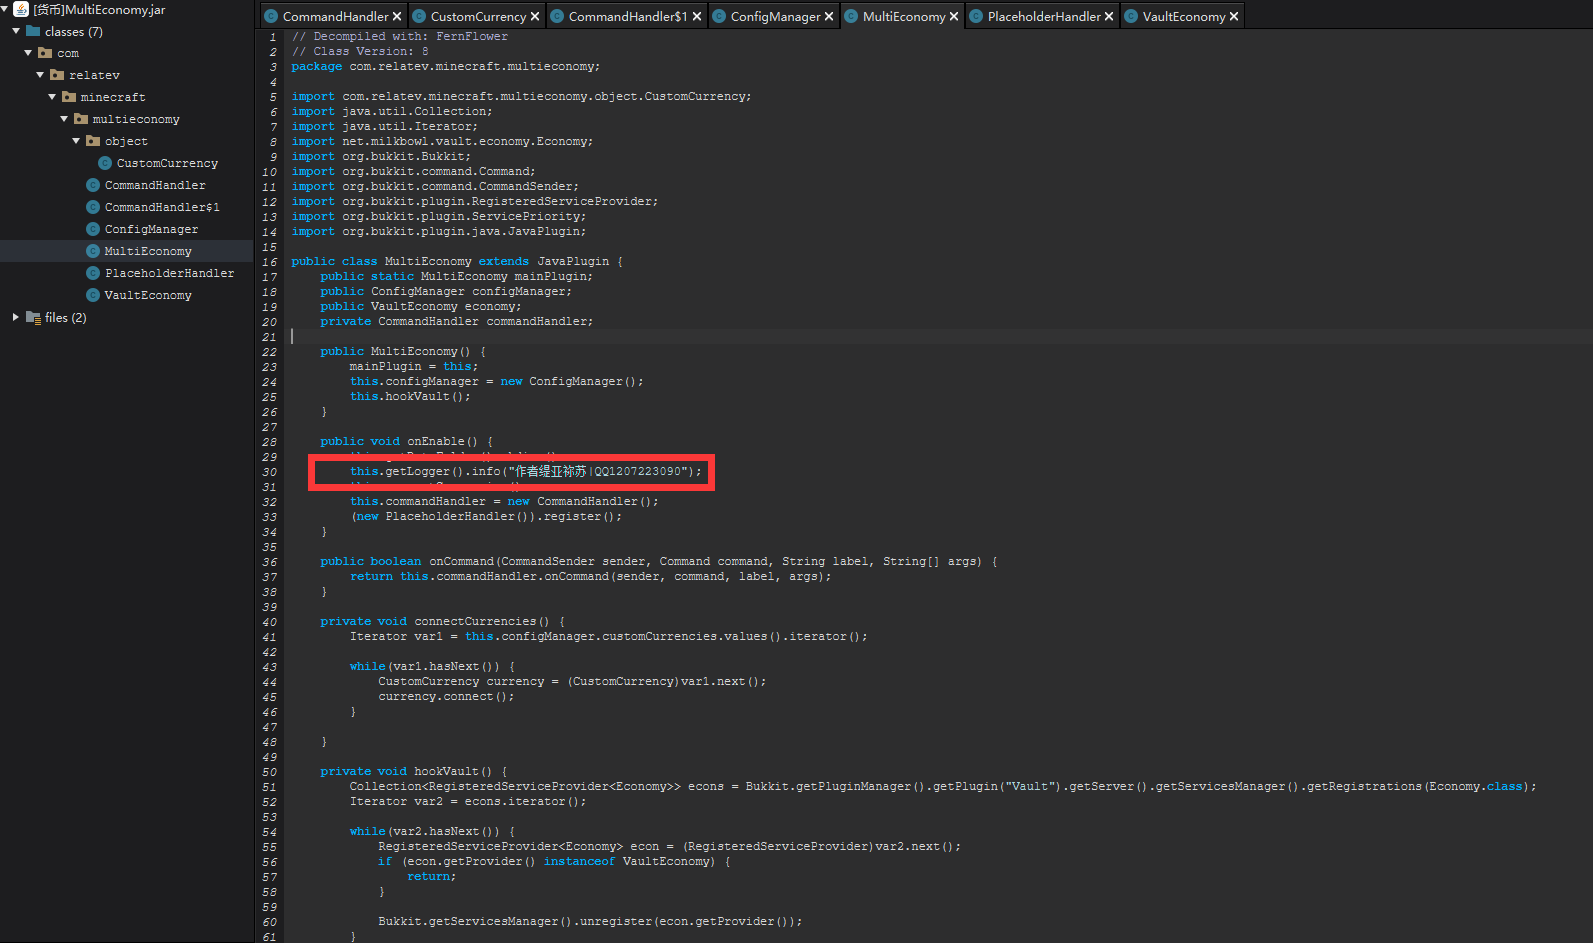 [货币]MultiEconomy.jar
classes (7)
com
relatev
minecraft
multieconomy
object
CustomCurrency
CommandHandler
CommandHandler$1
ConfigManager
MultiEconomy
PlaceholderHandler
VaultEconomy
files (2)
CommandHandler CustomCurrency CommandHandler$1 ConfigManager MultiEconomy PlaceholderHandler VaultEconomy
1 // Decompiled with: FernFlower
2 // Class Version: 8
3 package com.relatev.minecraft.multieconomy;
4
5 import com.relatev.minecraft.multieconomy.object.CustomCurrency;
6 import java.util.Collection;
7 import java.util.Iterator;
8 import net.milkbowl.vault.economy.Economy;
9 import org.bukkit.Bukkit;
10 import org.bukkit.command.Command;
11 import org.bukkit.command.CommandSender;
12 import org.bukkit.plugin.RegisteredServiceProvider;
13 import org.bukkit.plugin.ServicePriority;
14 import org.bukkit.plugin.java.JavaPlugin;
15
16 public class MultiEconomy extends JavaPlugin {
17 public static MultiEconomy mainPlugin;
18 public ConfigManager configManager;
19 public VaultEconomy economy;
20 private CommandHandler commandHandler;
21
22 public MultiEconomy() {
23 mainPlugin = this;
24 this.configManager = new ConfigManager();
25 this.hookVault();
26 }
27
28 public void onEnable() {
29
30 this.getLogger().info("作者缇亚祢苏|QQ1207223090");
31
32 this.commandHandler = new CommandHandler();
33 (new PlaceholderHandler()).register();
34 }
35
36 public boolean onCommand(CommandSender sender, Command command, String label, String[] args) {
37 return this.commandHandler.onCommand(sender, command, label, args);
38 }
39
40 private void connectCurrencies() {
41 Iterator var1 = this.configManager.customCurrencies.values().iterator();
42
43 while(var1.hasNext()) {
44 CustomCurrency currency = (CustomCurrency)var1.next();
45 currency.connect();
46 }
47
48 }
49
50 private void hookVault() {
51 Collection<RegisteredServiceProvider<Economy>> econs = Bukkit.getPluginManager().getPlugin("Vault").getServer().getServicesManager().getRegistrations(Economy.class);
52 Iterator var2 = econs.iterator();
53
54 while(var2.hasNext()) {
55 RegisteredServiceProvider<Economy> econ = (RegisteredServiceProvider)var2.next();
56 if (econ.getProvider() instanceof VaultEconomy) {
57 return;
58 }
59
60 Bukkit.getServicesManager().unregister(econ.getProvider());
61 }